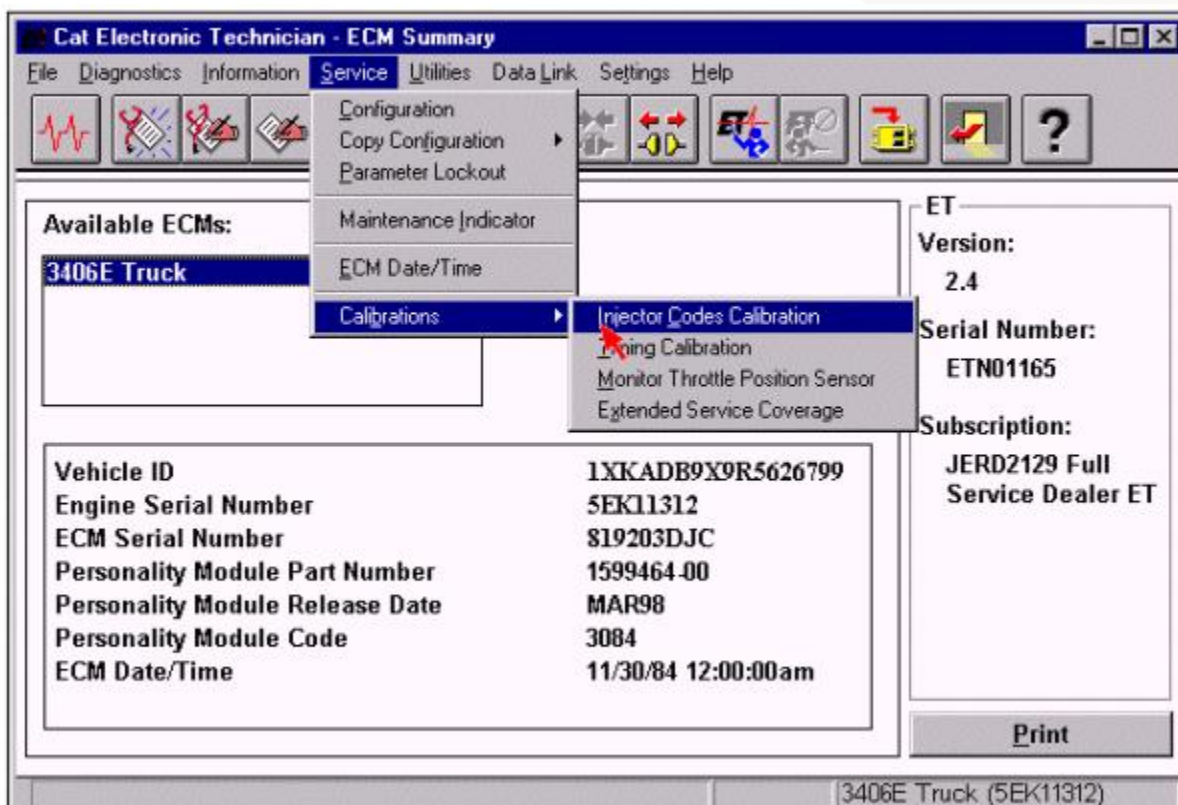 Cat Electronic Technician - ECM Summary
File Diagnostics Information Service Utilities Data Link Settings Help
Configuration
Copy Configuration
Parameter Lockout
Maintenance Indicator
ECM Date/Time
Calibrations
Injector Codes Calibration
Timing Calibration
Monitor Throttle Position Sensor
Extended Service Coverage
ET
?
Available ECMs:
3406E Truck
ET
Version:
2.4
Serial Number:
ETN01165
Subscription:
JERD2129 Full
Service Dealer ET
Vehicle ID 1XKADB9X9R5626799
Engine Serial Number 5EK11312
ECM Serial Number 819203DJC
Personality Module Part Number 1599464-00
Personality Module Release Date MAR98
Personality Module Code 3084
ECM Date/Time 11/30/84 12:00:00am
Print
3406E Truck (5EK11312)